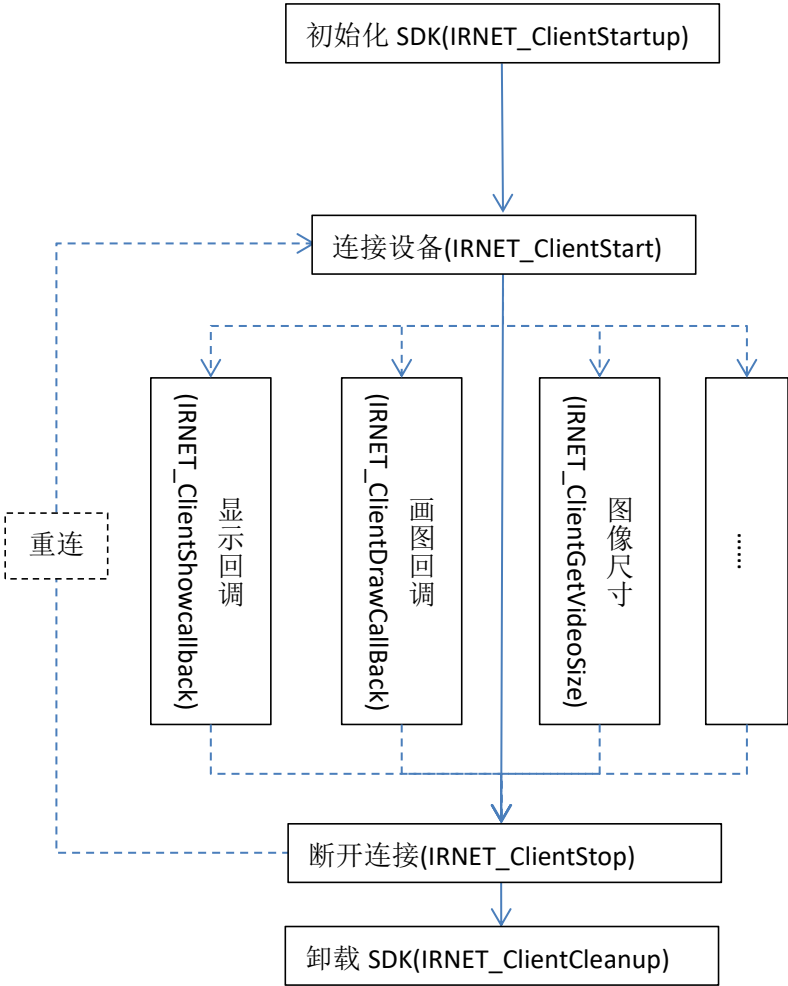 初始化 SDK(IRNET_ClientStartup)
连接设备(IRNET_ClientStart)
显示回调
(IRNET_ClientShowcallback)
画图回调
(IRNET_ClientDrawCallBack)
图像尺寸
(IRNET_ClientGetVideoSize)
......
重连
断开连接(IRNET_ClientStop)
卸载 SDK(IRNET_ClientCleanup)